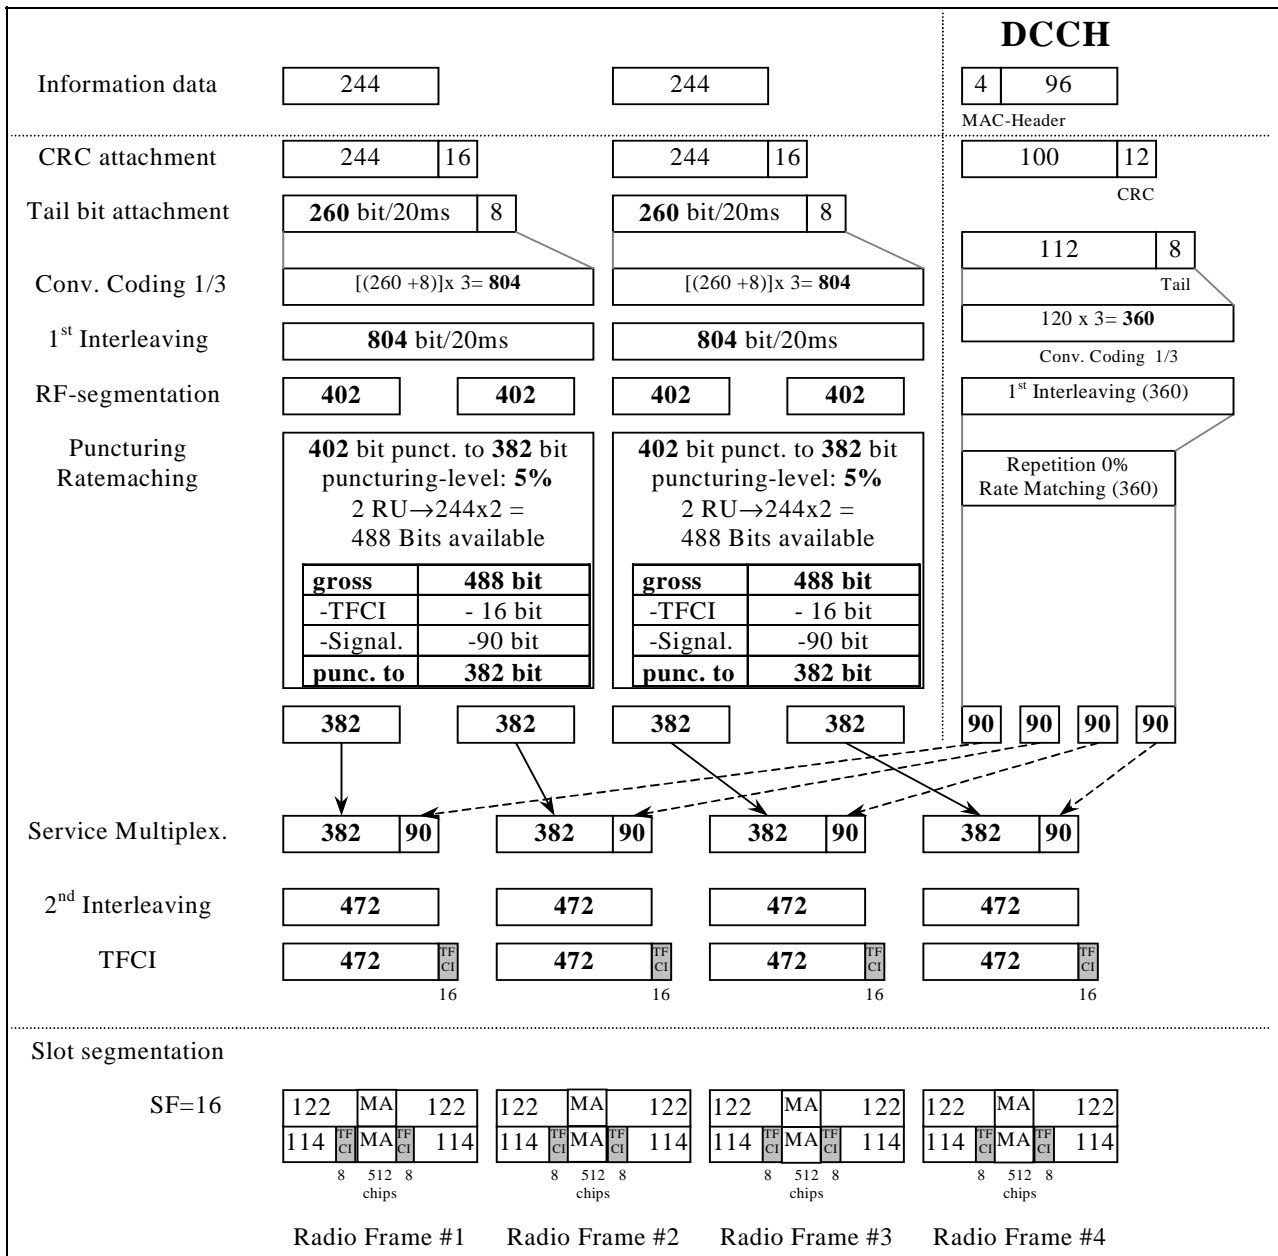 DCCH
Information data 244 244 4 96
MAC-Header
CRC attachment 244 16 244 16 100 12
CRC
Tail bit attachment 260 bit/20ms 8 260 bit/20ms 8
112 8
Tail
Conv. Coding 1/3 [(260 +8)]x 3= 804 [(260 +8)]x 3= 804
120 x 3= 360
Conv. Coding 1/3
1st Interleaving 804 bit/20ms 804 bit/20ms
RF-segmentation 402 402 402 402 1st Interleaving (360)
Puncturing
Ratemaching
402 bit punct. to 382 bit
puncturing-level: 5%
2 RU→244x2 =
488 Bits available
gross 488 bit
-TFCI - 16 bit
-Signal. -90 bit
punc. to 382 bit
402 bit punct. to 382 bit
puncturing-level: 5%
2 RU→244x2 =
488 Bits available
gross 488 bit
-TFCI - 16 bit
-Signal. -90 bit
punc. to 382 bit
Repetition 0%
Rate Matching (360)
382 382 382 382 90 90 90 90
Service Multiplex. 382 90 382 90 382 90 382 90
2nd Interleaving 472 472 472 472
TFCI 472 TF CI 472 TF CI 472 TF CI 472 TF CI
16 16 16 16
Slot segmentation
SF=16 122 MA 122 122 MA 122 122 MA 122 122 MA 122
114 TF CI MA TF CI 114 114 TF CI MA TF CI 114 114 TF CI MA TF CI 114 114 TF CI MA TF CI 114
8 512 8 8 512 8 8 512 8 8 512 8
chips chips chips chips
Radio Frame #1 Radio Frame #2 Radio Frame #3 Radio Frame #4